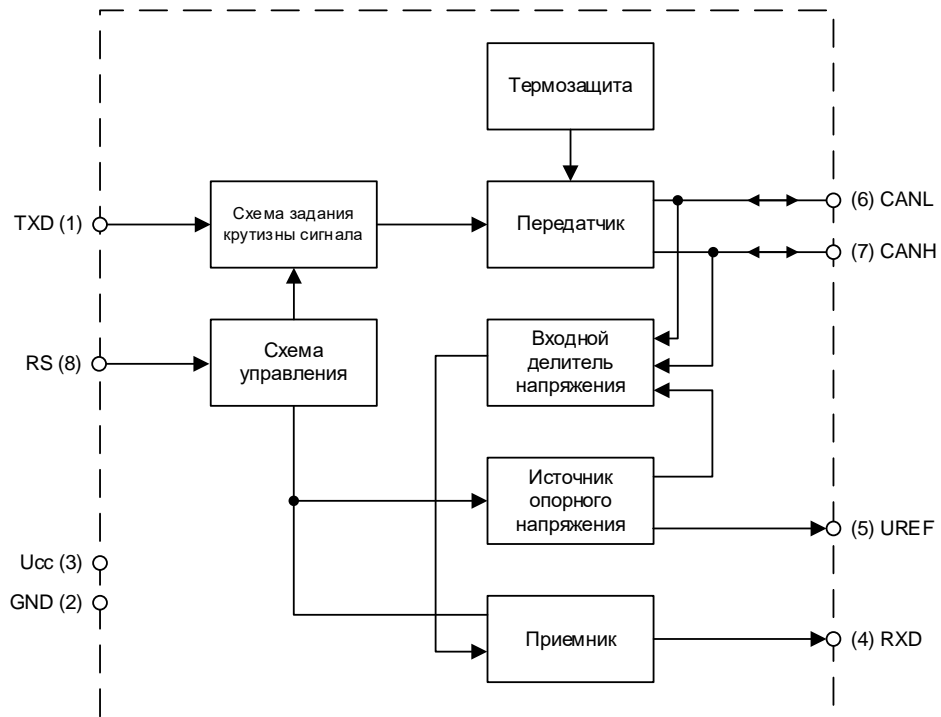 Термозащита
TXD (1)
Схема задания
крутизны сигнала
Передатчик
(6) CANL
(7) CANH
RS (8)
Схема
управления
Входной
делитель
напряжения
Источник
опорного
напряжения
(5) UREF
Ucc (3)
GND (2)
Приемник
(4) RXD